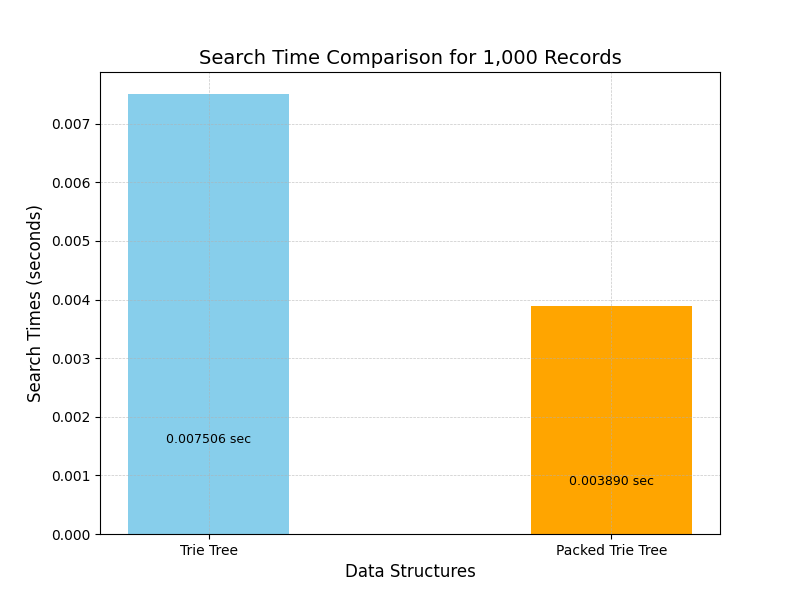 Search Time Comparison for 1,000 Records
Search Times (seconds)
0.007
0.006
0.005
0.004
0.003
0.002
0.001
0.000
0.007506 sec
0.003890 sec
Trie Tree
Packed Trie Tree
Data Structures